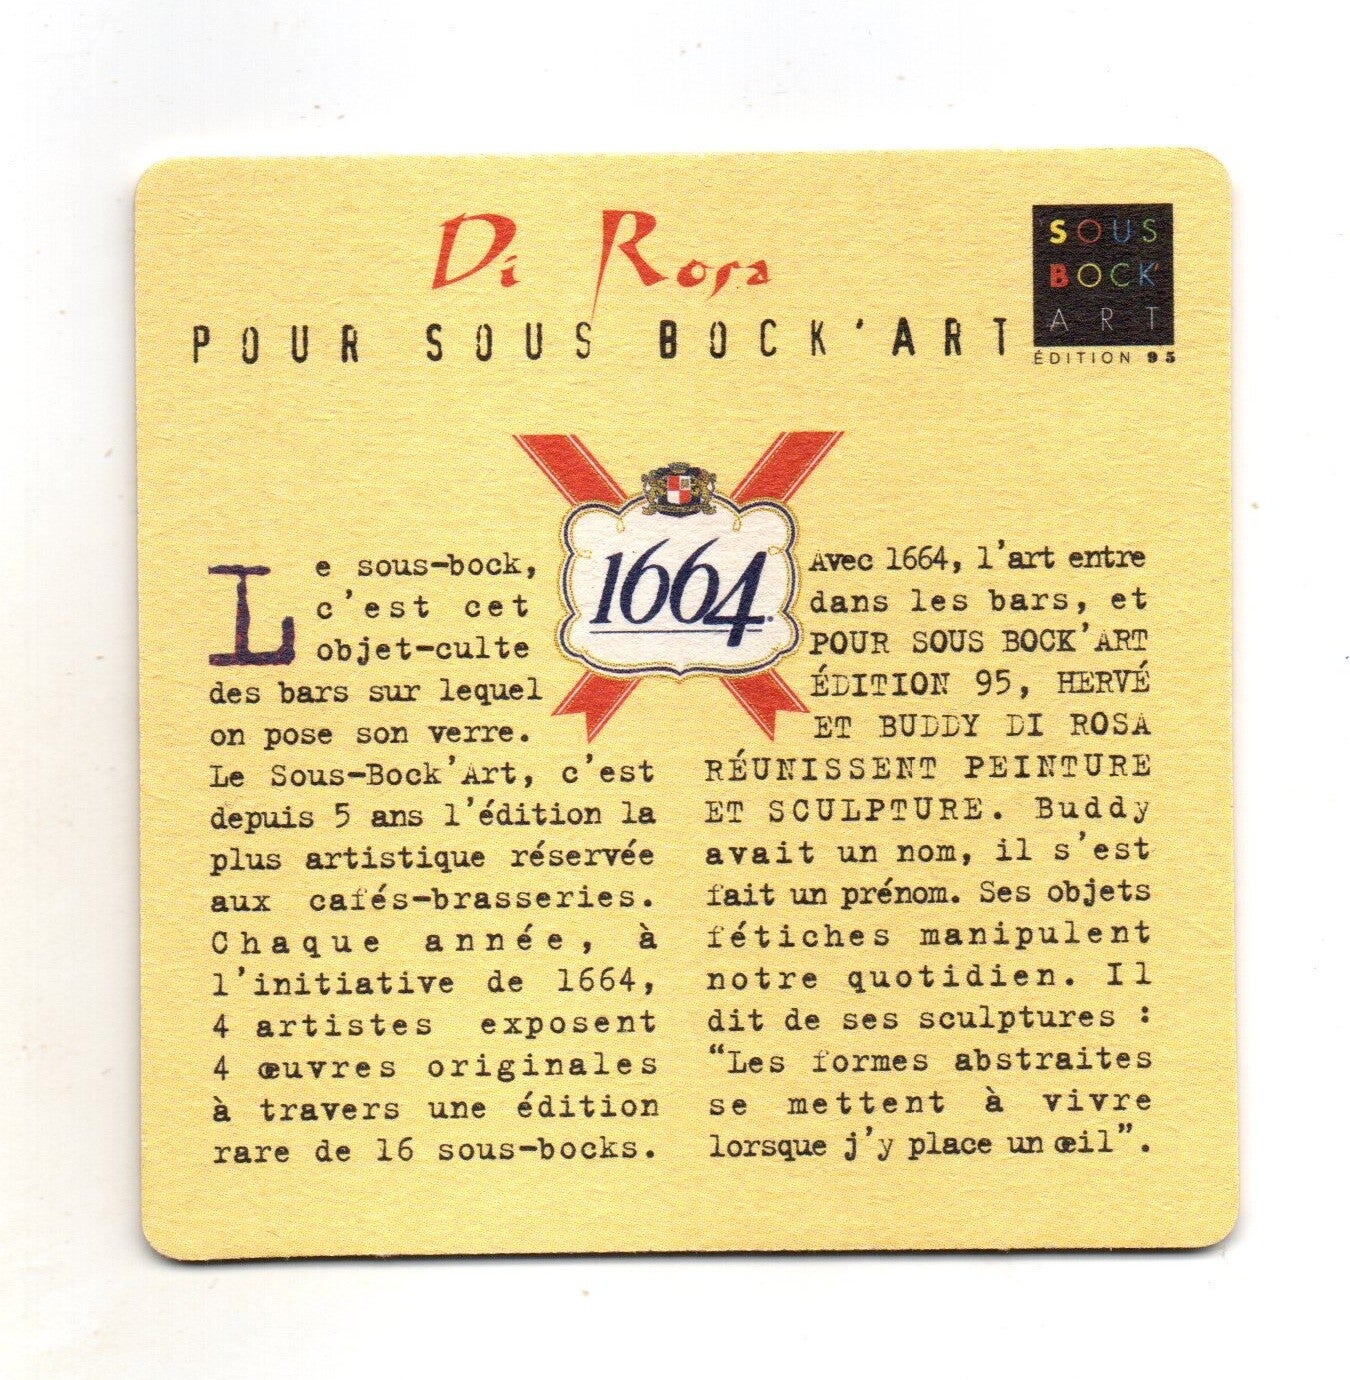 Di Rosa
POUR SOUS BOCK'ART
SOUS
BOCK'
ART
ÉDITION 95
1664
Le sous-bock,
c'est cet
objet-culte
des bars sur lequel
on pose son verre.
Le Sous-Bock'Art, c'est
depuis 5 ans l'édition la
plus artistique réservée
aux cafés-brasseries.
Chaque année, à
l'initiative de 1664,
4 artistes exposent
4 œuvres originales
à travers une édition
rare de 16 sous-bocks.
Avec 1664, l'art entre
dans les bars, et
POUR SOUS BOCK'ART
ÉDITION 95, HERVÉ
ET BUDDY DI ROSA
RÉUNISSENT PEINTURE
ET SCULPTURE. Buddy
avait un nom, il s'est
fait un prénom. Ses objets
fétiches manipulent
notre quotidien. Il
dit de ses sculptures :
“Les formes abstraites
se mettent à vivre
lorsque j'y place un œil”.